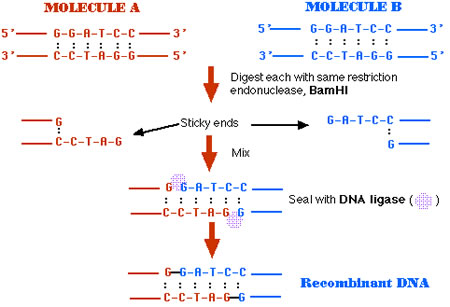 MOLECULE A
MOLECULE B
5’ G-G-A-T-C-C 3’
3’ C-C-T-A-G-G 5’
5’ G-G-A-T-C-C 3’
3’ C-C-T-A-G-G 5’
Digest each with same restriction
endonuclease, BamHI
G
C-C-T-A-G
Sticky ends
G-A-T-C-C
G
Mix
G G-A-T-C-C
C-C-T-A-G G
Seal with DNA ligase ( )
G-G-A-T-C-C
C-C-T-A-G-G
Recombinant DNA